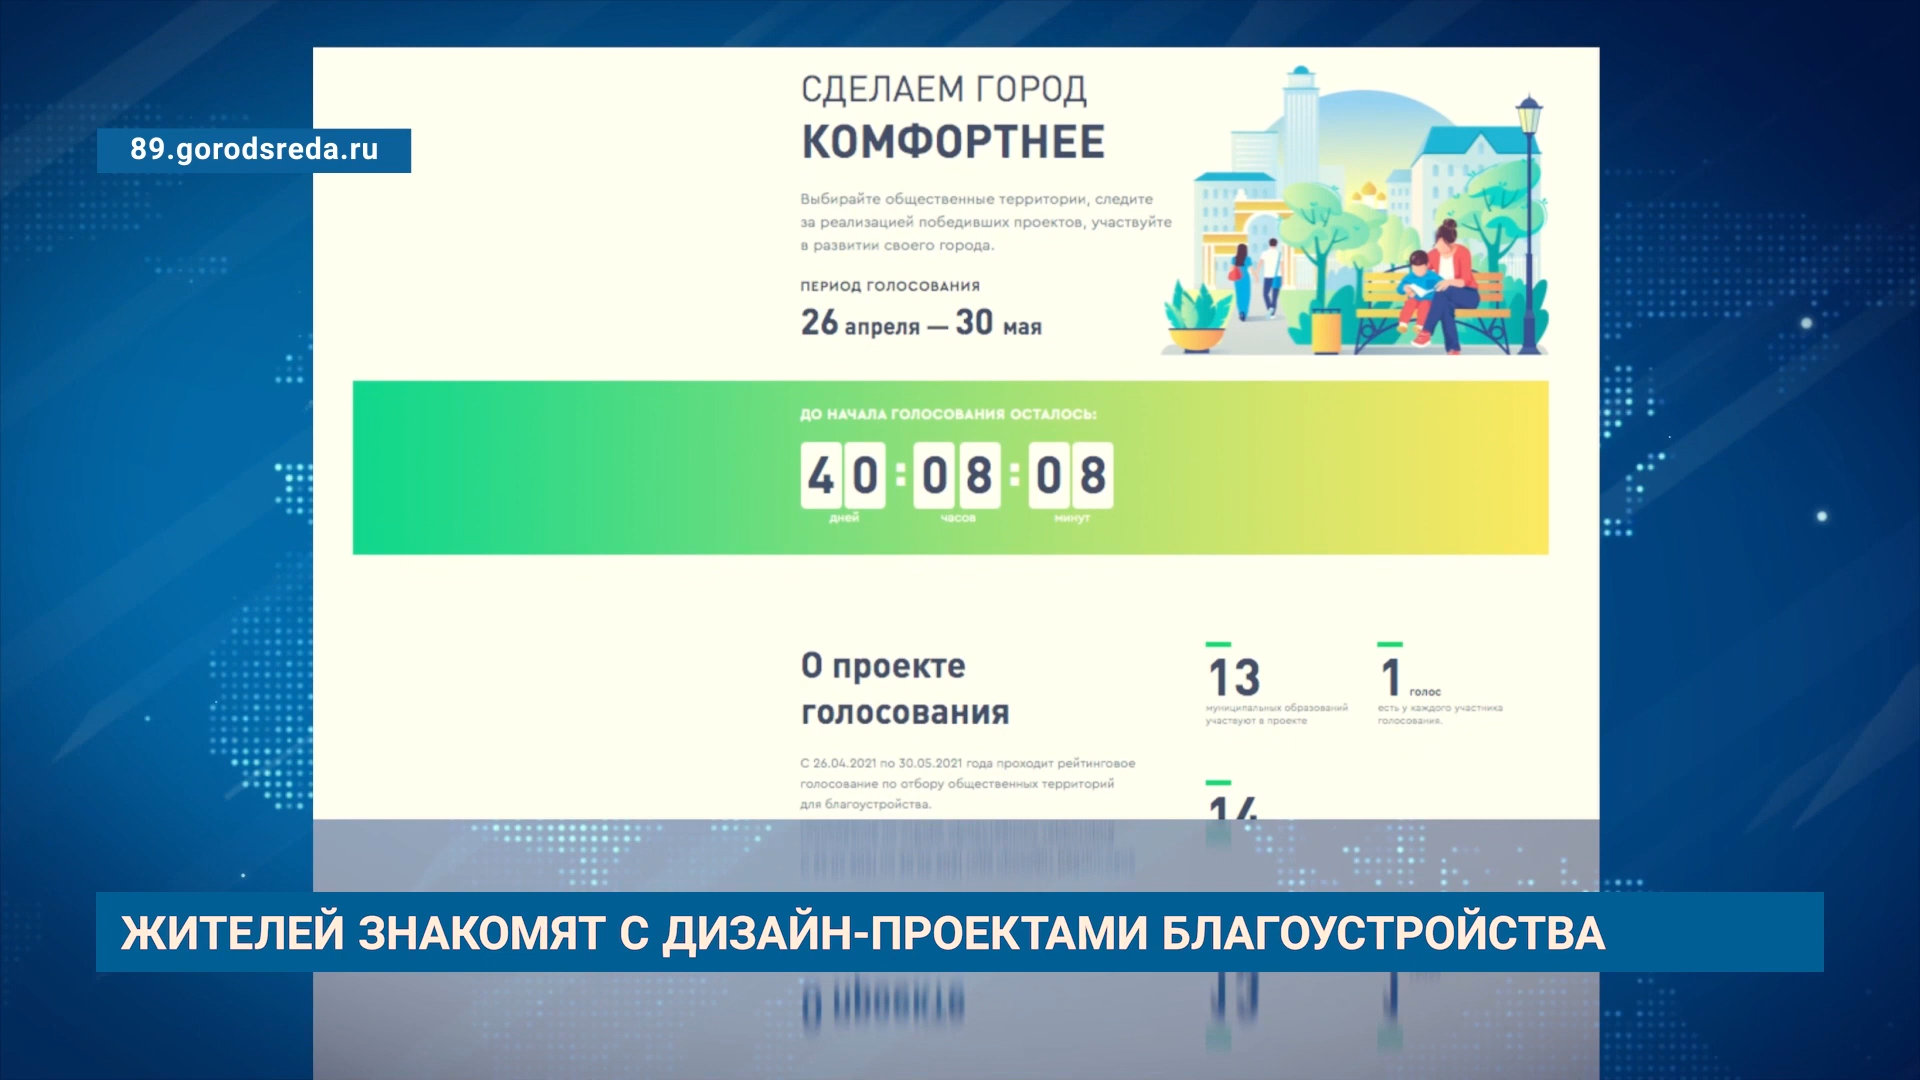 СДЕЛАЕМ ГОРОД
КОМФОРТНЕЕ
89.gorodsreda.ru
Выбирайте общественные территории, следите
за реализацией победивших проектов, участвуйте
в развитии своего города.
ПЕРИОД ГОЛОСОВАНИЯ
26 апреля — 30 мая
ДО НАЧАЛА ГОЛОСОВАНИЯ ОСТАЛОСЬ:
40 : 08 : 08
дней часов минут
О проекте
голосования
13
муниципальных образований
участвуют в проекте
1 голос
есть у каждого участника
голосования.
С 26.04.2021 по 30.05.2021 года проходит рейтинговое
голосование по отбору общественных территорий
для благоустройства.
14
ЖИТЕЛЕЙ ЗНАКОМЯТ С ДИЗАЙН-ПРОЕКТАМИ БЛАГОУСТРОЙСТВА